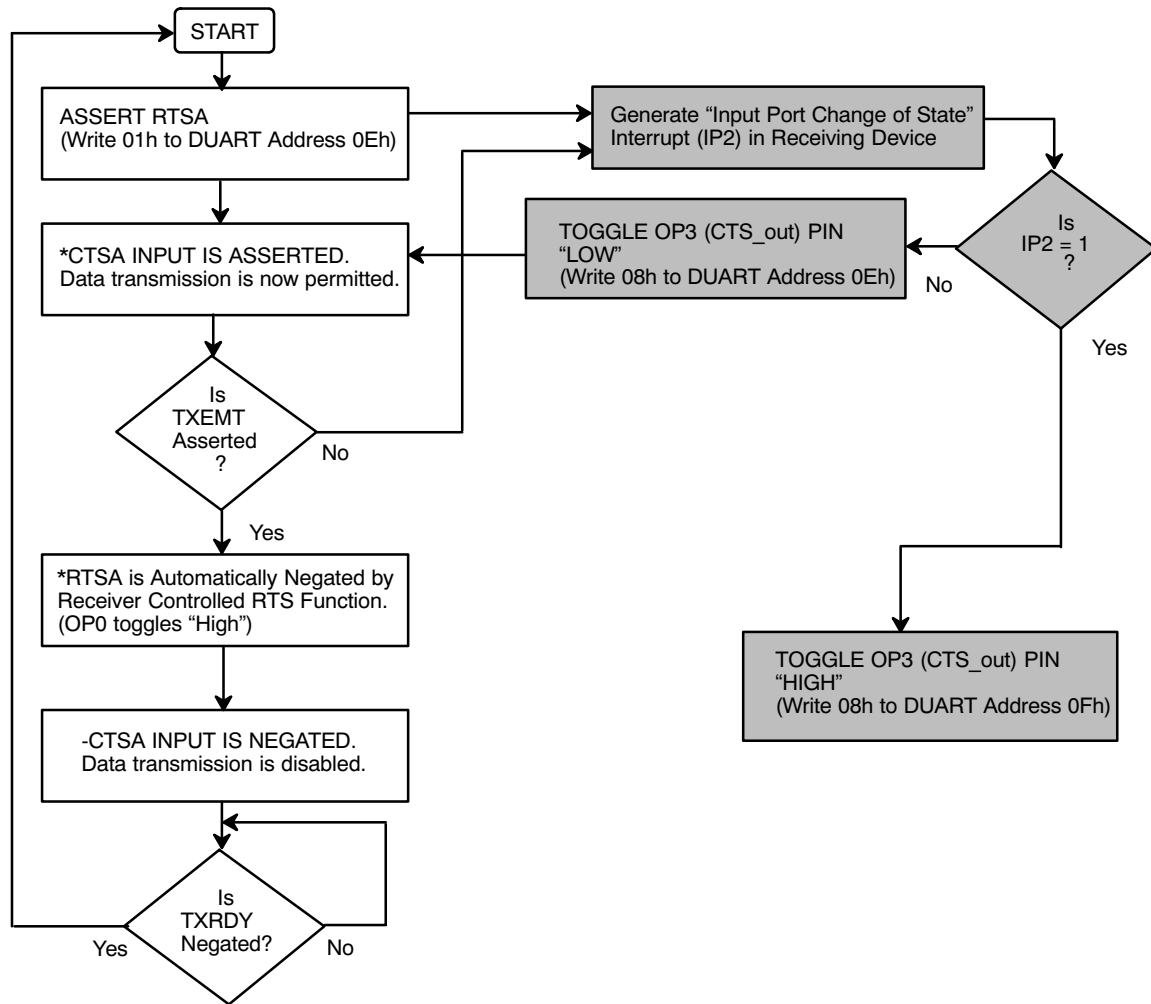 START
ASSERT RTSA
(Write 01h to DUART Address 0Eh)
Generate “Input Port Change of State”
Interrupt (IP2) in Receiving Device
*CTSA INPUT IS ASSERTED.
Data transmission is now permitted.
TOGGLE OP3 (CTS_out) PIN
“LOW”
(Write 08h to DUART Address 0Eh)
No
Is
IP2 = 1
?
Yes
Is
TXEMT
Asserted
?
No
Yes
*RTSA is Automatically Negated by
Receiver Controlled RTS Function.
(OP0 toggles “High”)
TOGGLE OP3 (CTS_out) PIN
“HIGH”
(Write 08h to DUART Address 0Fh)
-CTSA INPUT IS NEGATED.
Data transmission is disabled.
Is
TXRDY
Negated?
Yes
No